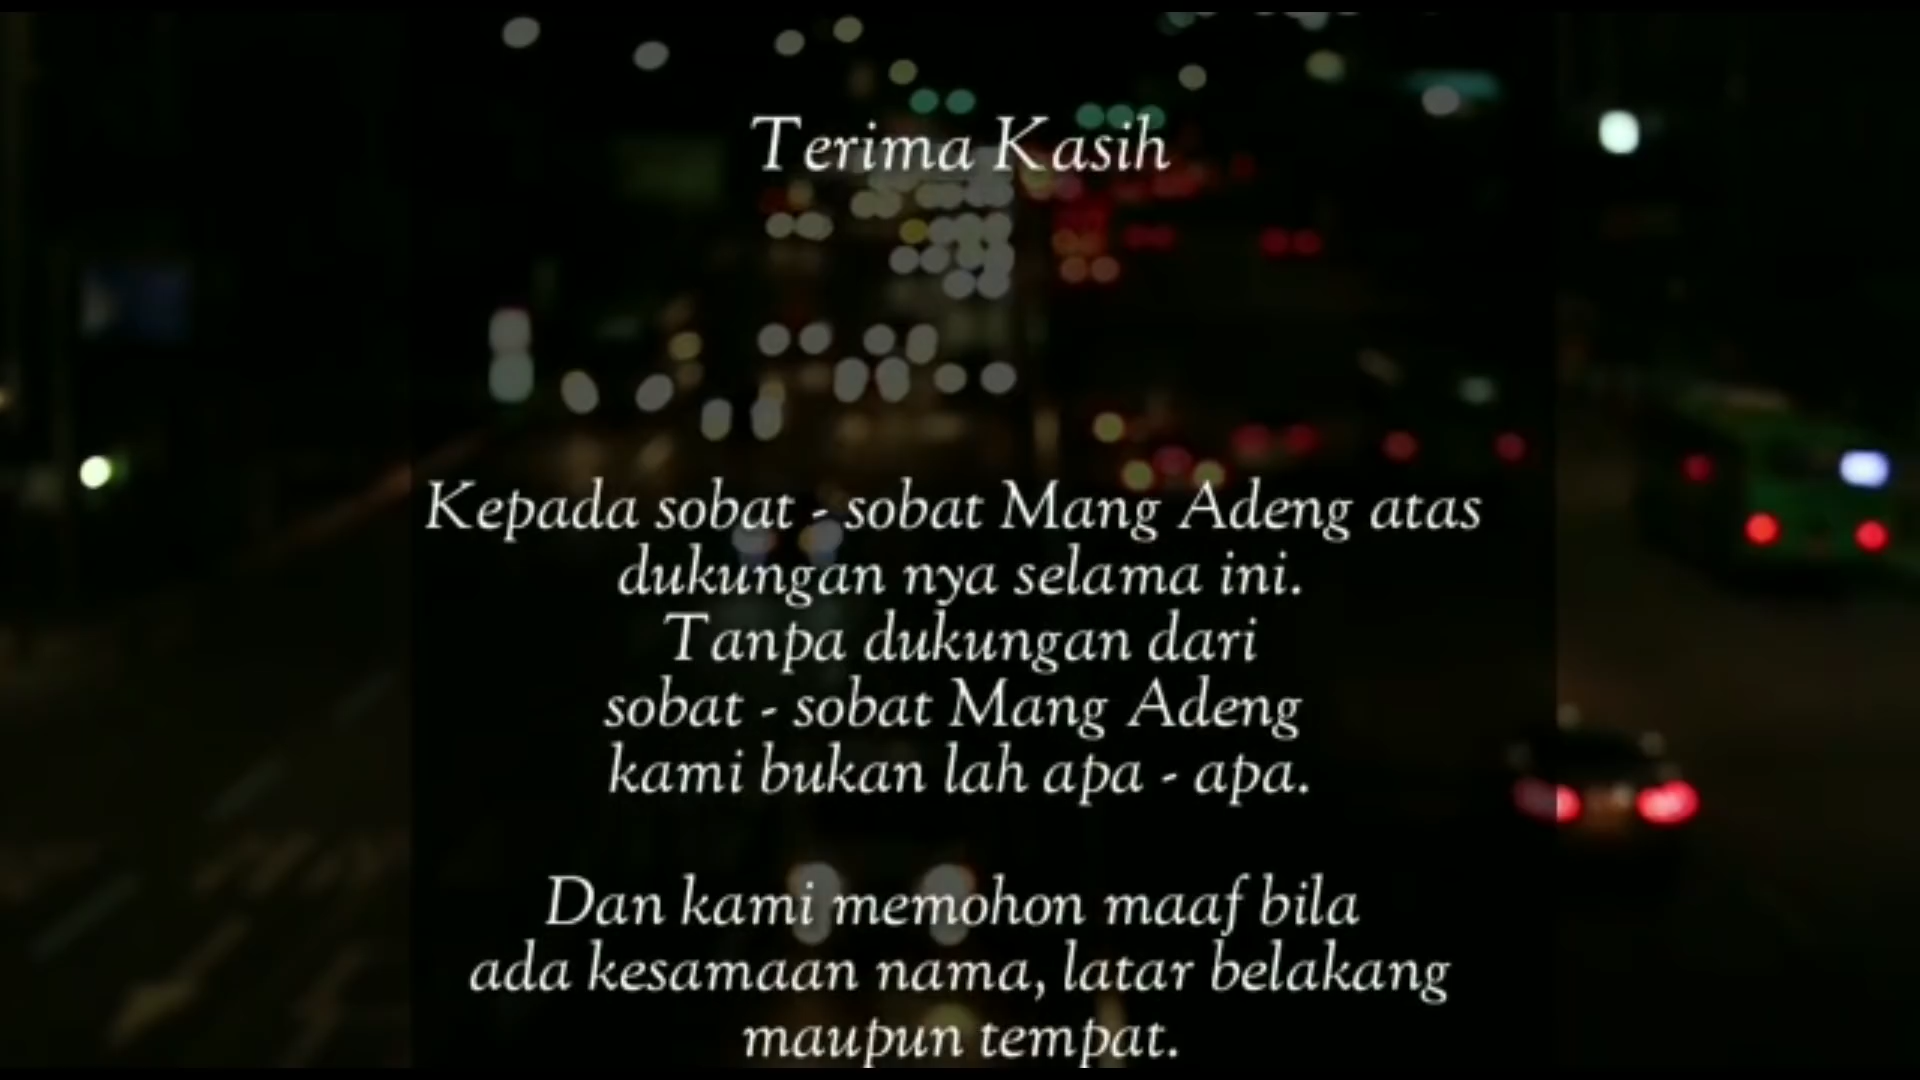 Terima Kasih
Kepada sobat - sobat Mang Adeng atas
dukungan nya selama ini.
Tanpa dukungan dari
sobat - sobat Mang Adeng
kami bukan lah apa - apa.
Dan kami memohon maaf bila
ada kesamaan nama, latar belakang
maupun tempat.